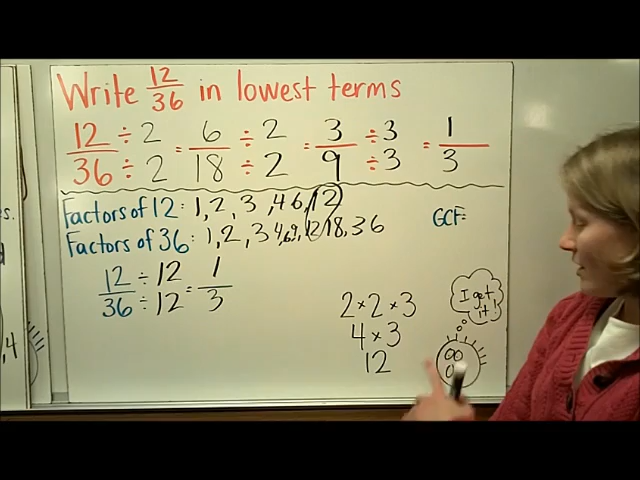 Write 12/36 in lowest terms
12/36 ÷2/÷2 = 6/18 ÷2/÷2 = 3/9 ÷3/÷3 = 1/3
Factors of 12: 1, 2, 3, 4 6, 12
GCF:
Factors of 36: 1, 2, 3 4, 6, 9, 12 18, 36
12/36 ÷12/÷12 = 1/3
2 × 2 × 3
4 × 3
12
I get
it!
s.
,4